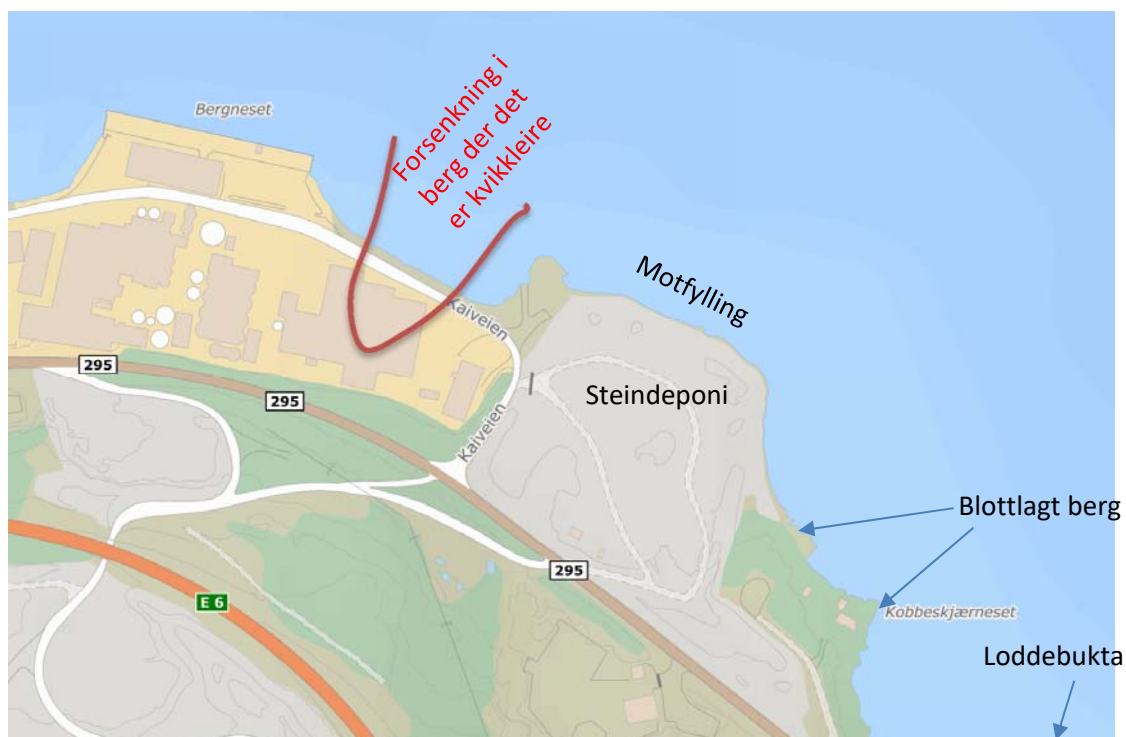 Bergneset
Forsenkning i
berg der det
er kvikkleire
Motfylling
Kaiveien
295
295
Steindeponi
Kaiveien
Blottlagt berg
295
E 6
Kobbeskjærneset
Loddebukta